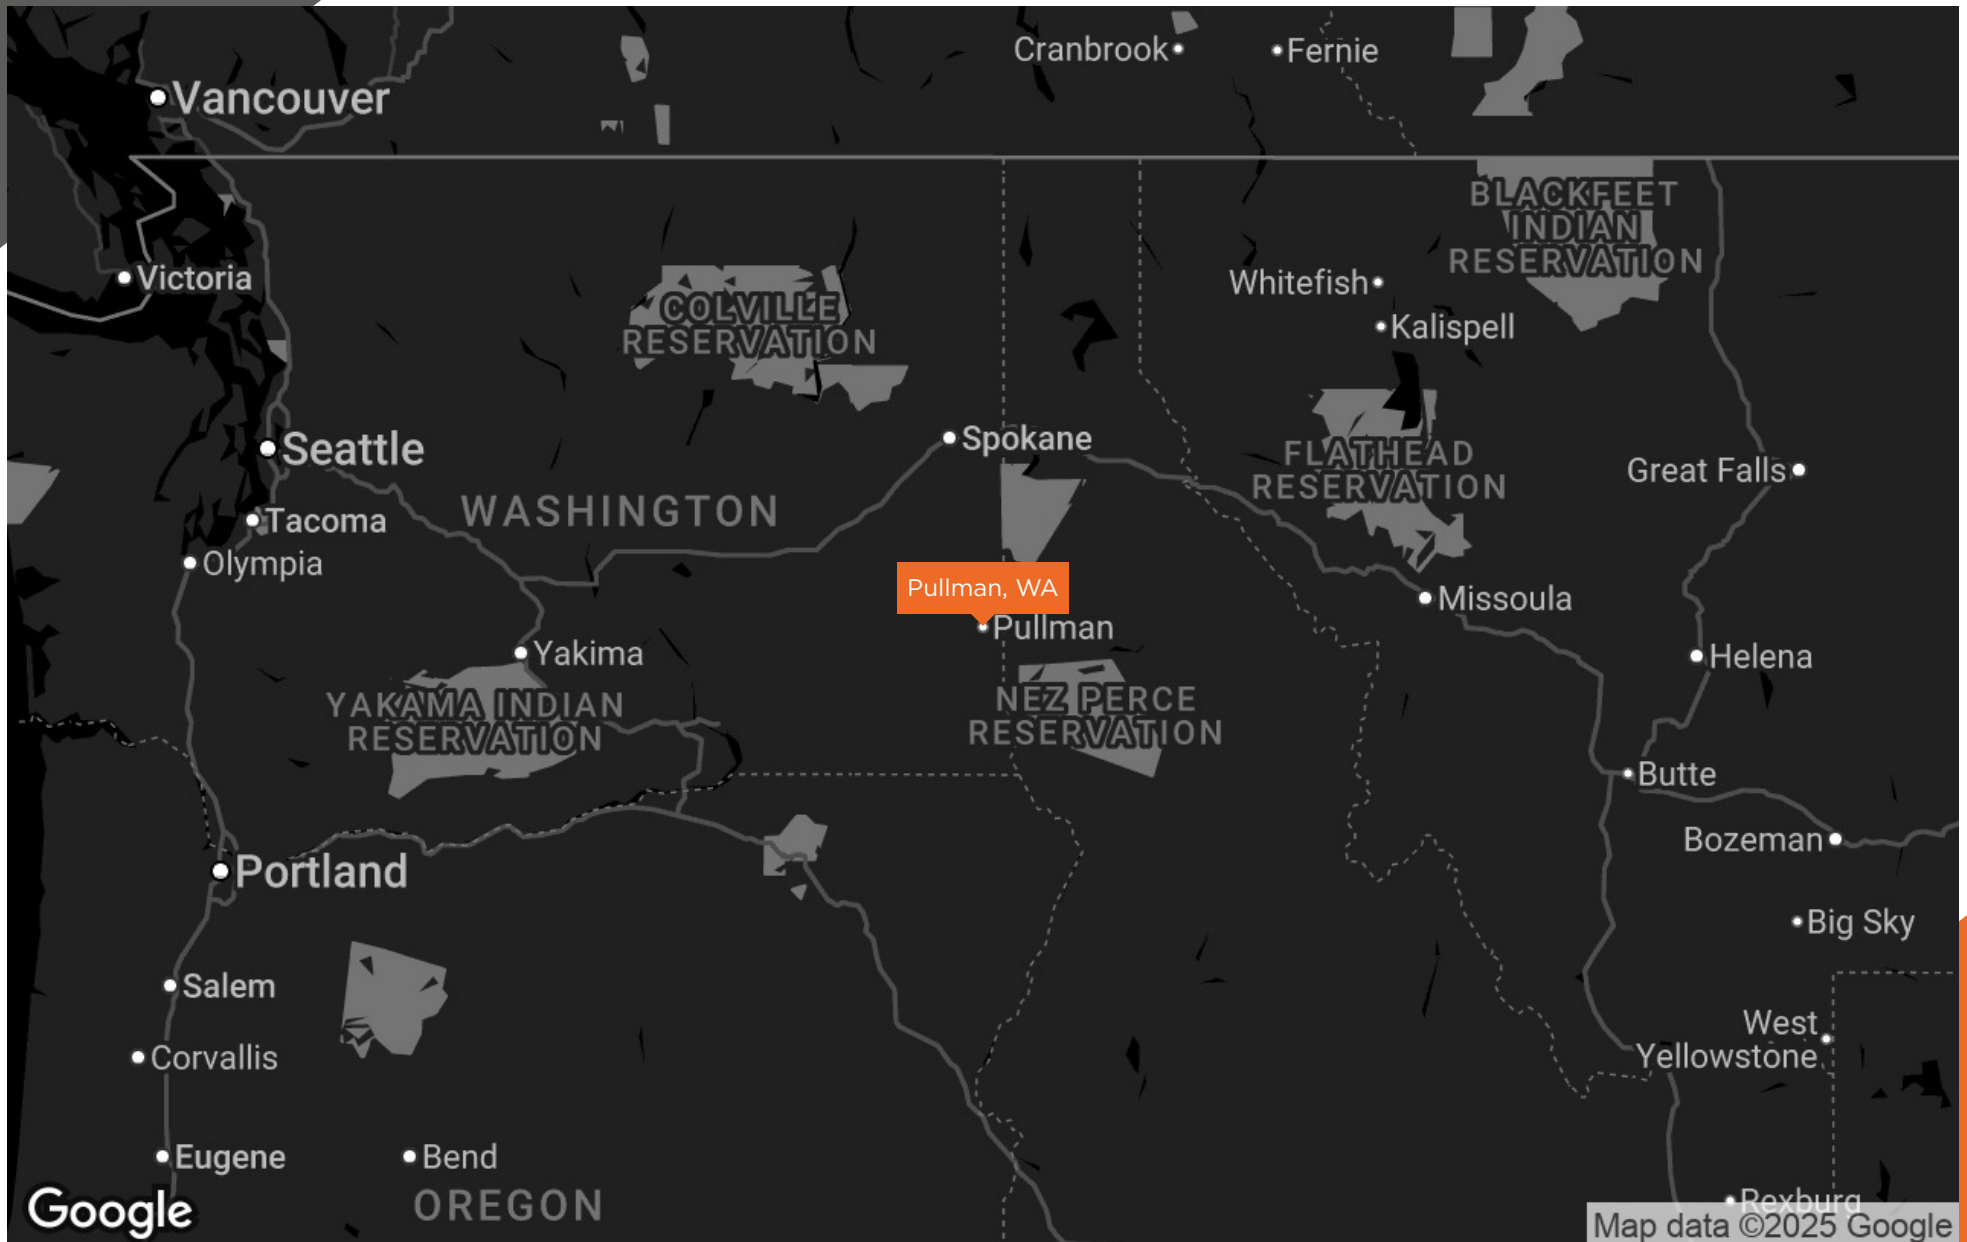 Cranbrook
Fernie
Vancouver
BLACKFEET
INDIAN
RESERVATION
Victoria
Whitefish
COLVILLE
RESERVATION
Kalispell
Seattle
Spokane
FLATHEAD
RESERVATION
Great Falls
WASHINGTON
Tacoma
Olympia
Pullman, WA
Pullman
Missoula
Yakima
Helena
YAKAMA INDIAN
RESERVATION
NEZ PERCE
RESERVATION
Butte
Bozeman
Portland
Big Sky
Salem
West
Yellowstone
Corvallis
Eugene
Bend
OREGON
Rexburg
Google
Map data ©2025 Google